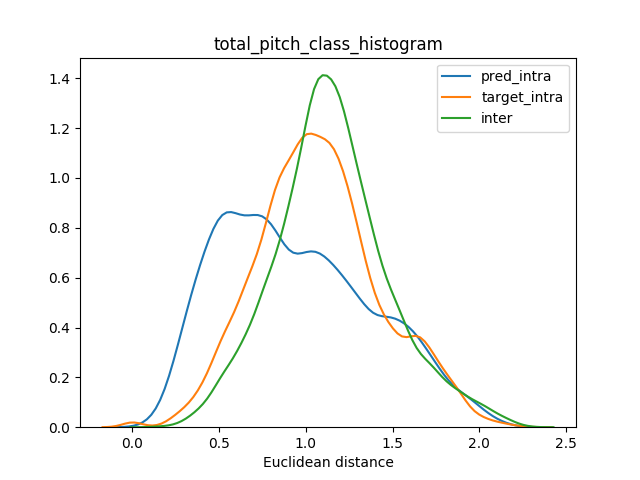 total_pitch_class_histogram
pred_intra
target_intra
inter
1.4
1.2
1.0
0.8
0.6
0.4
0.2
0.0
0.0 0.5 1.0 1.5 2.0 2.5
Euclidean distance